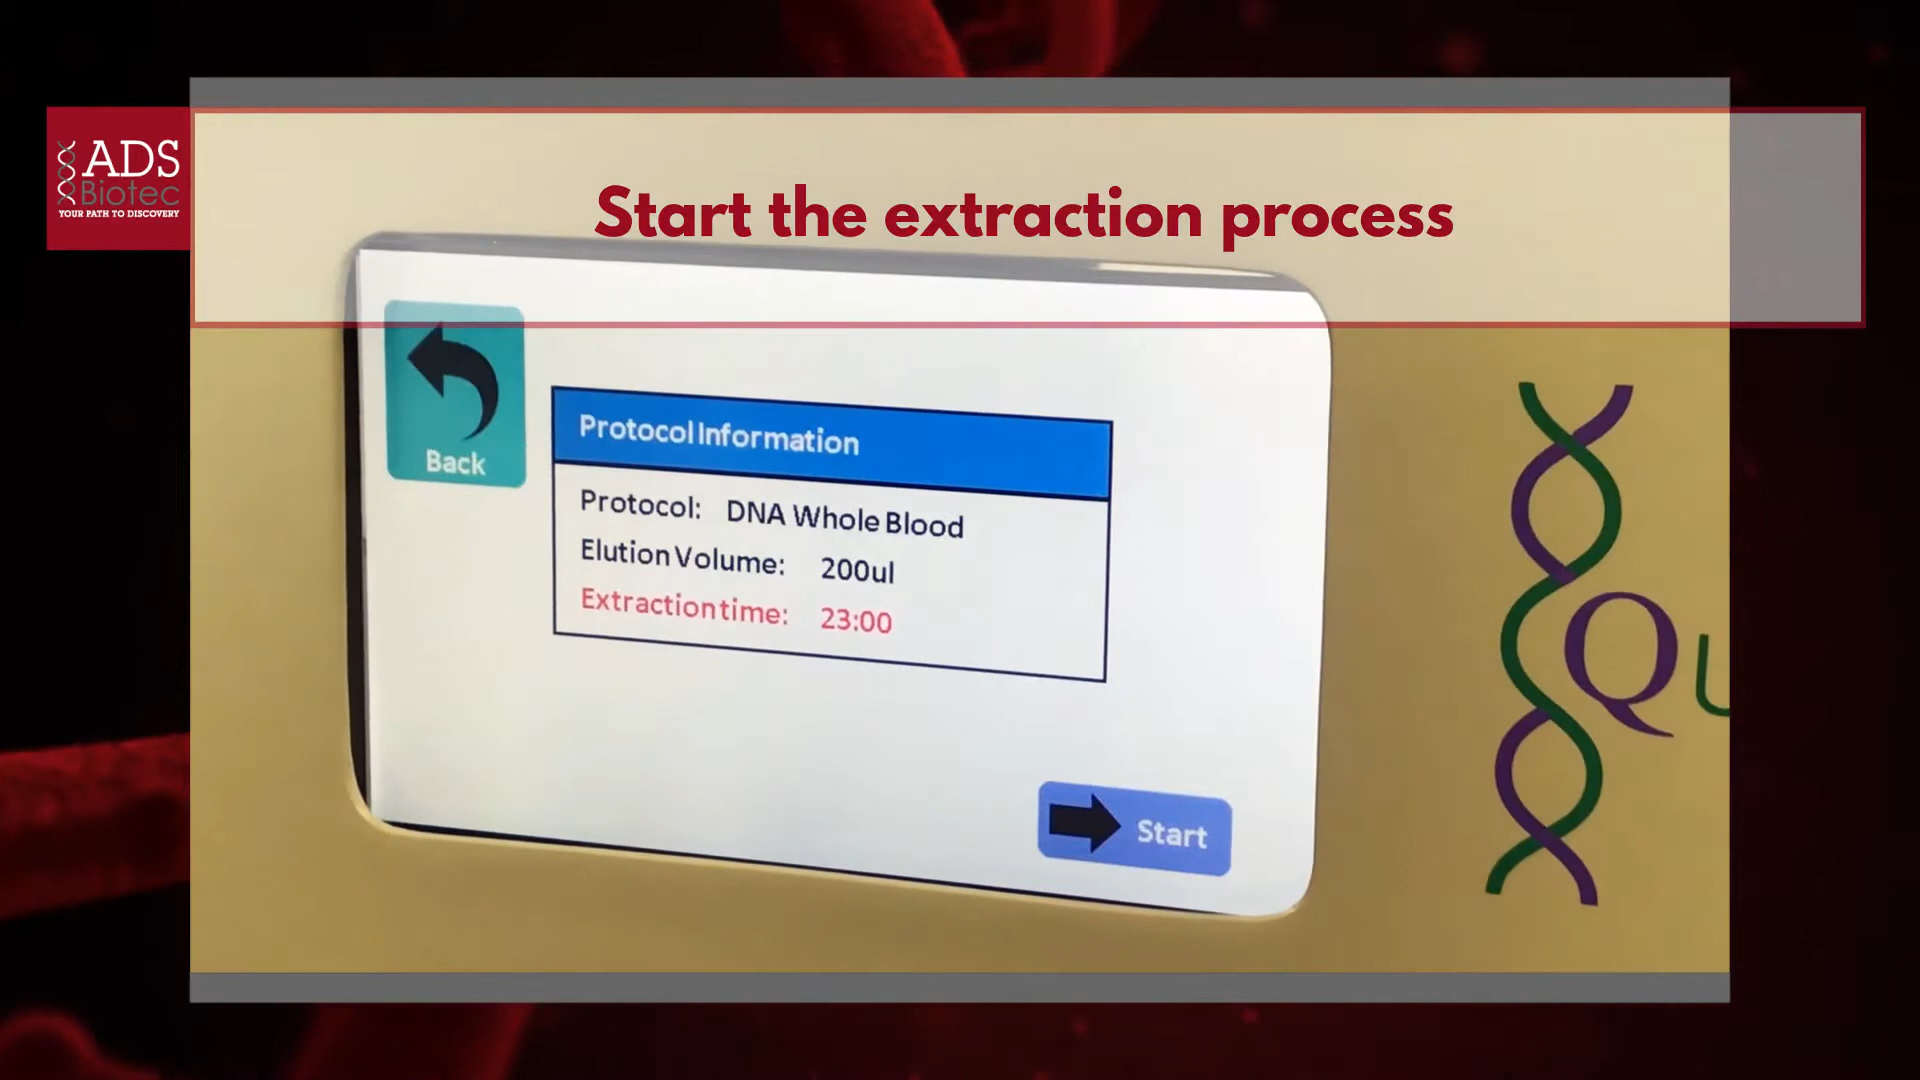 ADS
Biotec
YOUR PATH TO DISCOVERY
Start the extraction process
Back
Protocol Information
Protocol: DNA Whole Blood
Elution Volume: 200ul
Extraction time: 23:00
Start
QU